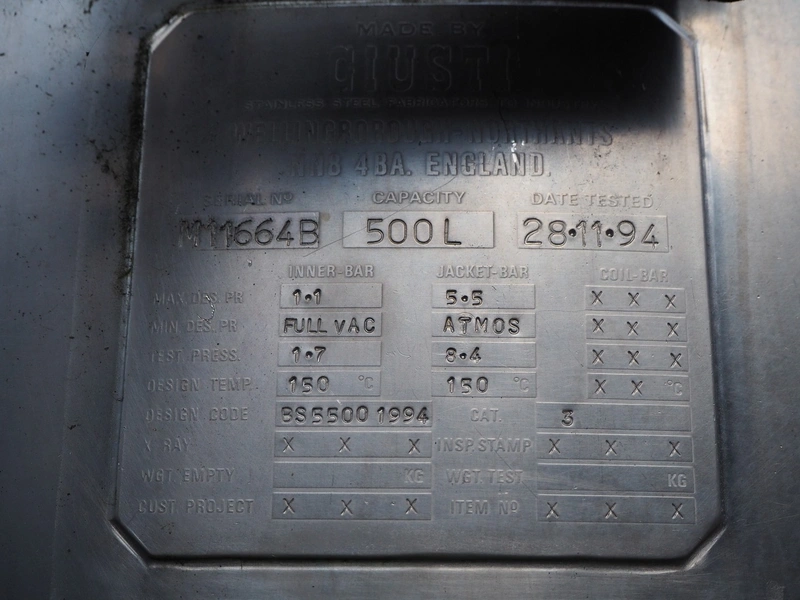 MADE BY
GIUSTI
STAINLESS STEEL FABRICATIONS
WELLINGBOROUGH NORTHANTS
NN8 4BA. ENGLAND.
SERIAL Nº CAPACITY DATE TESTED
M11664B 500L 28•11•94
INNER-BAR JACKET-BAR COIL-BAR
MAX.DES.PR 1•1 5•5 X X X
MIN DES.PR FULL VAC ATMOS X X X
TEST PRESS. 1•7 8•4 X X X
DESIGN TEMP. 150 °C 150 °C X X °C
DESIGN CODE BS5500 1994 CAT. 3
X RAY X X X INSP.STAMP X X X
WGT EMPTY KG WGT TEST KG
CUST PROJECT X X X ITEM Nº X X X